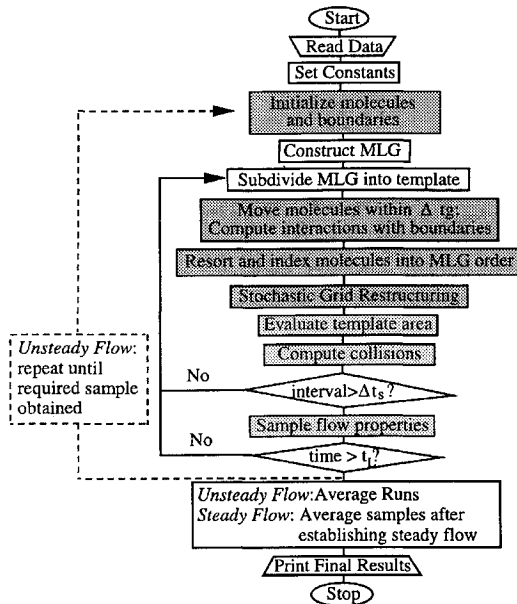 Start
Read Data
Set Constants
Initialize molecules
and boundaries
Construct MLG
Subdivide MLG into template
Move molecules within Δ tg;
Compute interactions with boundaries
Resort and index molecules into MLG order
Stochastic Grid Restructuring
Evaluate template area
Compute collisions
Unsteady Flow:
repeat until
required sample
obtained
No
interval>Δts?
Sample flow properties
No
time > tL?
Unsteady Flow:Average Runs
Steady Flow: Average samples after
establishing steady flow
Print Final Results
Stop